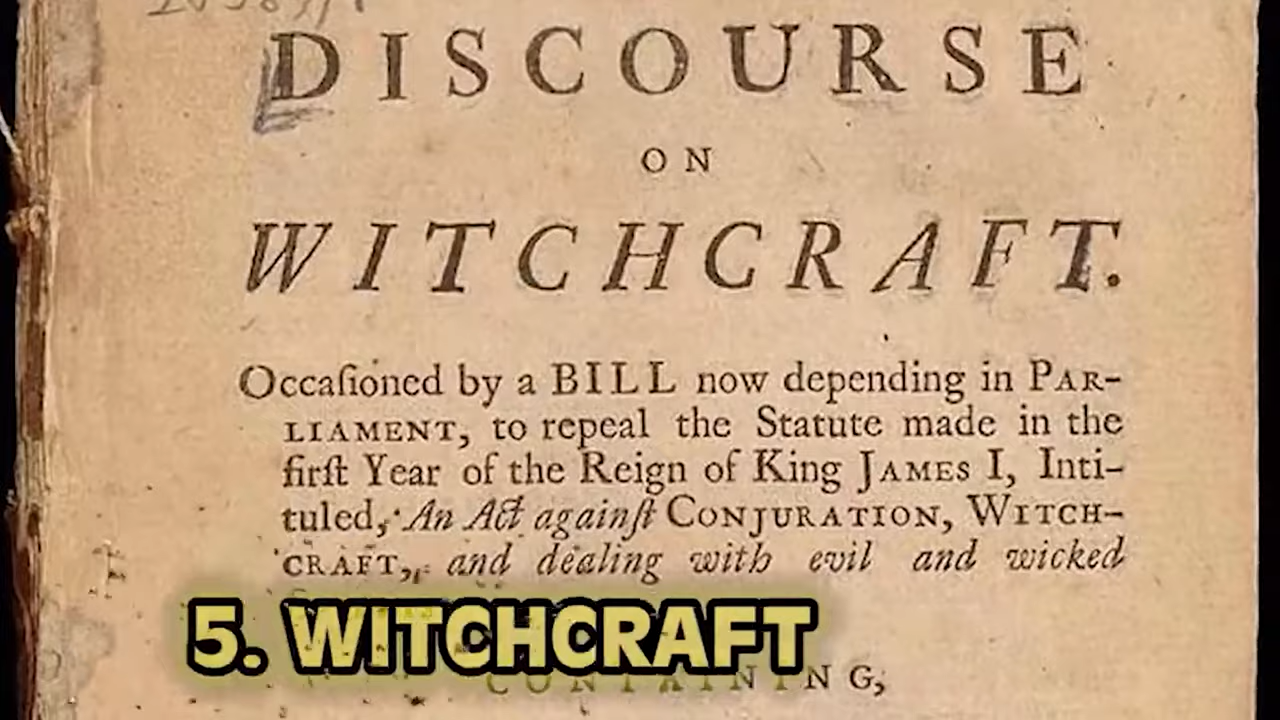 DISCOURSE
ON
WITCHCRAFT.
Occaſioned by a BILL now depending in PAR-
LIAMENT, to repeal the Statute made in the
firſt Year of the Reign of King JAMES I, Inti-
tuled, An Act againſt CONJURATION, WITCH-
CRAFT, and dealing with evil and wicked
5. WITCHCRAFT
CONTAINING,